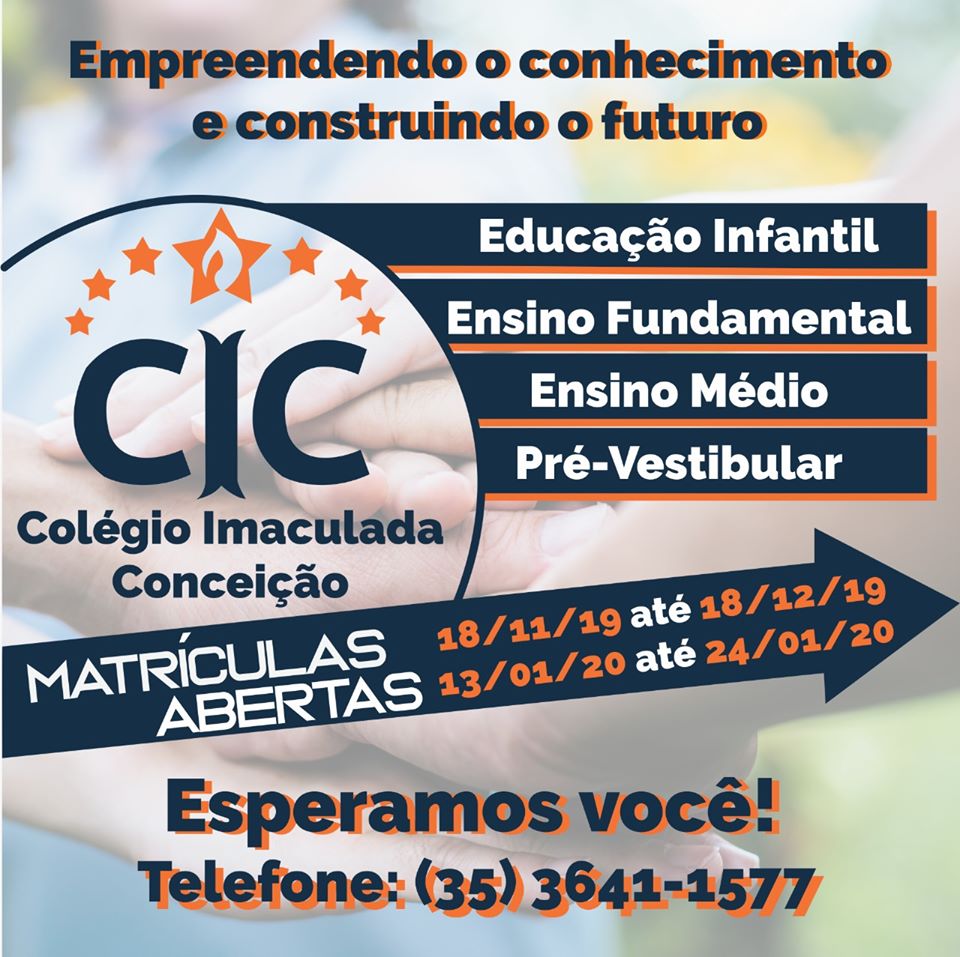 Empreendendo o conhecimento
e construindo o futuro
Educação Infantil
Ensino Fundamental
Ensino Médio
Pré-Vestibular
CIC
Colégio Imaculada
Conceição
MATRÍCULAS
ABERTAS
18/11/19 até 18/12/19
13/01/20 até 24/01/20
Esperamos você!
Telefone: (35) 3641-1577